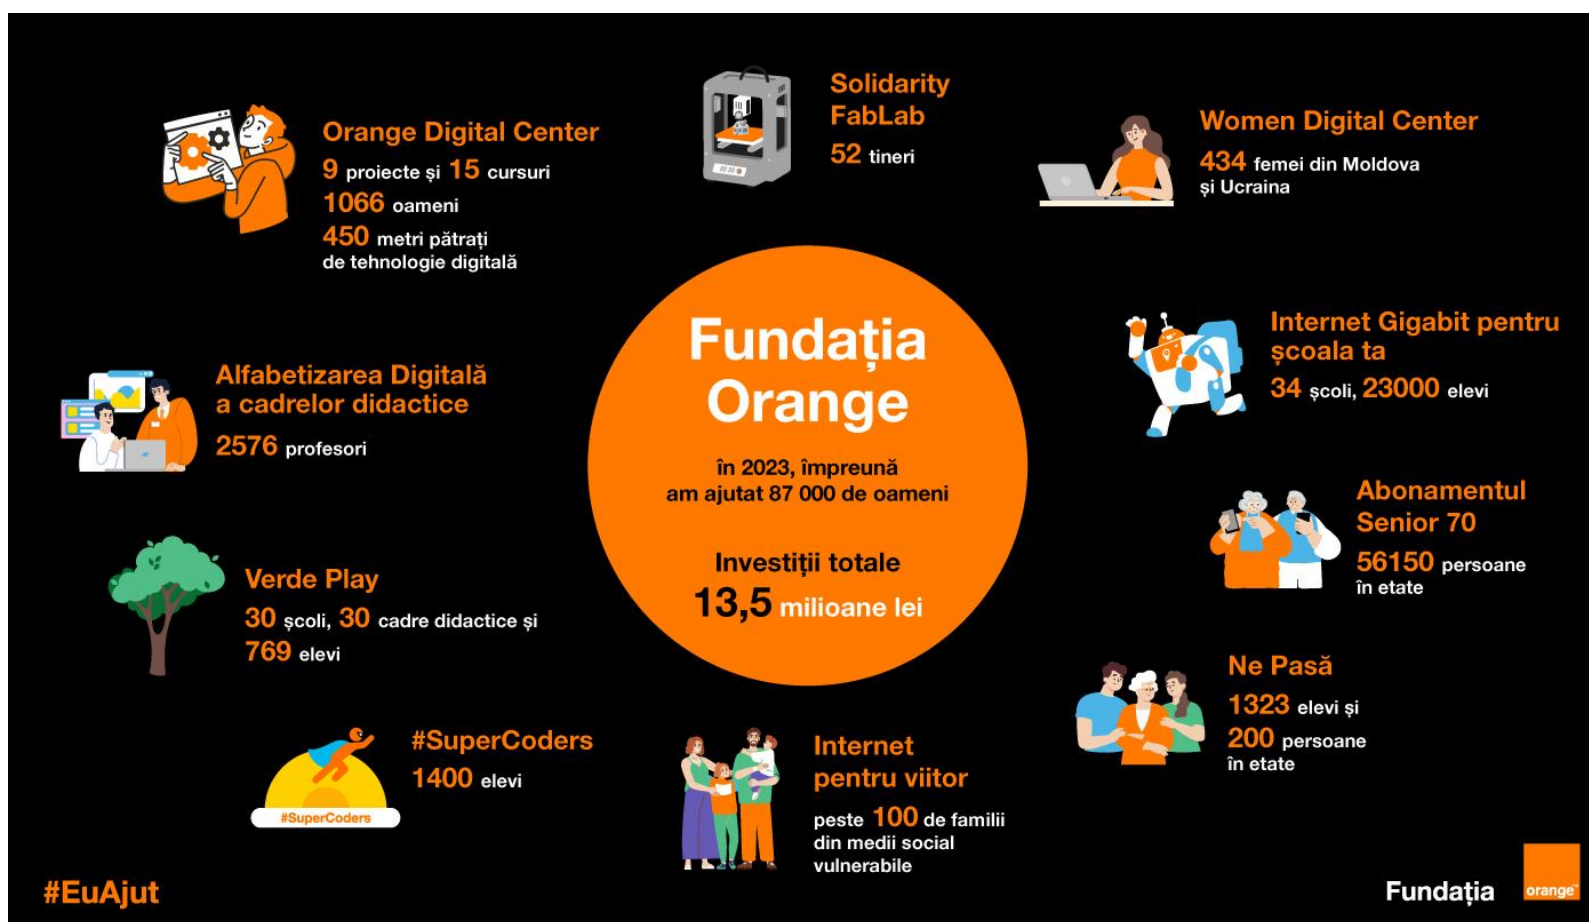 Orange Digital Center
9 proiecte și 15 cursuri
1066 oameni
450 metri pătrați
de tehnologie digitală
Solidarity
FabLab
52 tineri
Women Digital Center
434 femei din Moldova
și Ucraina
Alfabetizarea Digitală
a cadrelor didactice
2576 profesori
Fundația
Orange
în 2023, împreună
am ajutat 87 000 de oameni
Investiții totale
13,5 milioane lei
Internet Gigabit pentru
școala ta
34 școli, 23000 elevi
Abonamentul
Senior 70
56150 persoane
în etate
Verde Play
30 școli, 30 cadre didactice și
769 elevi
Ne Pasă
1323 elevi și
200 persoane
în etate
#SuperCoders
1400 elevi
#SuperCoders
Internet
pentru viitor
peste 100 de familii
din medii social
vulnerabile
#EuAjut
Fundația
orange™